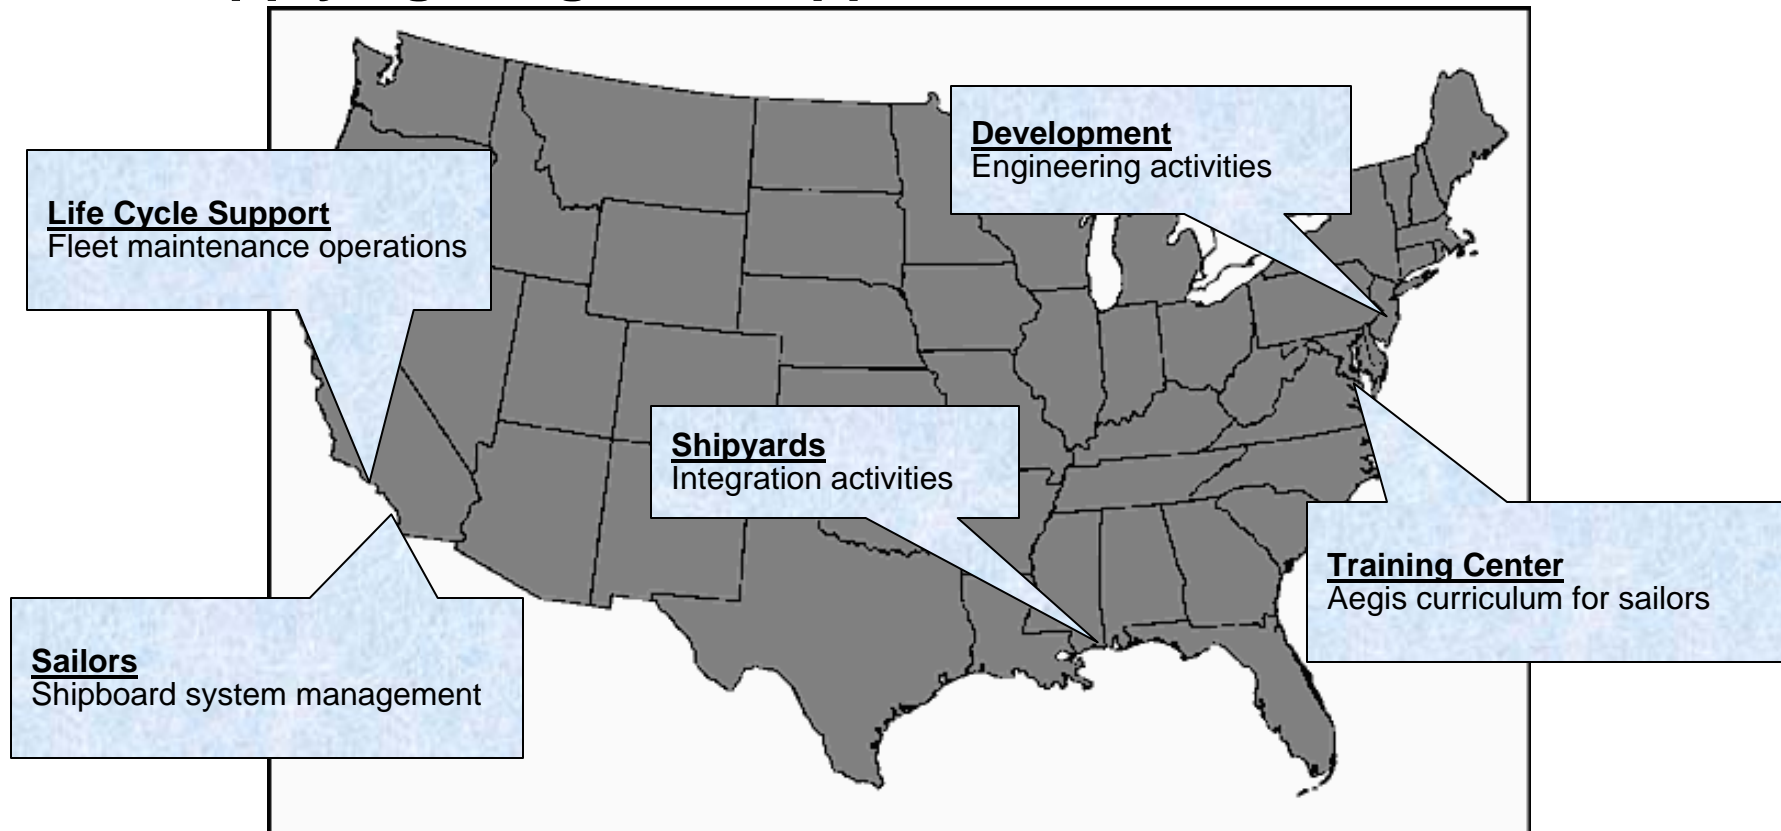 Development
Engineering activities
Life Cycle Support
Fleet maintenance operations
Shipyards
Integration activities
Training Center
Aegis curriculum for sailors
Sailors
Shipboard system management